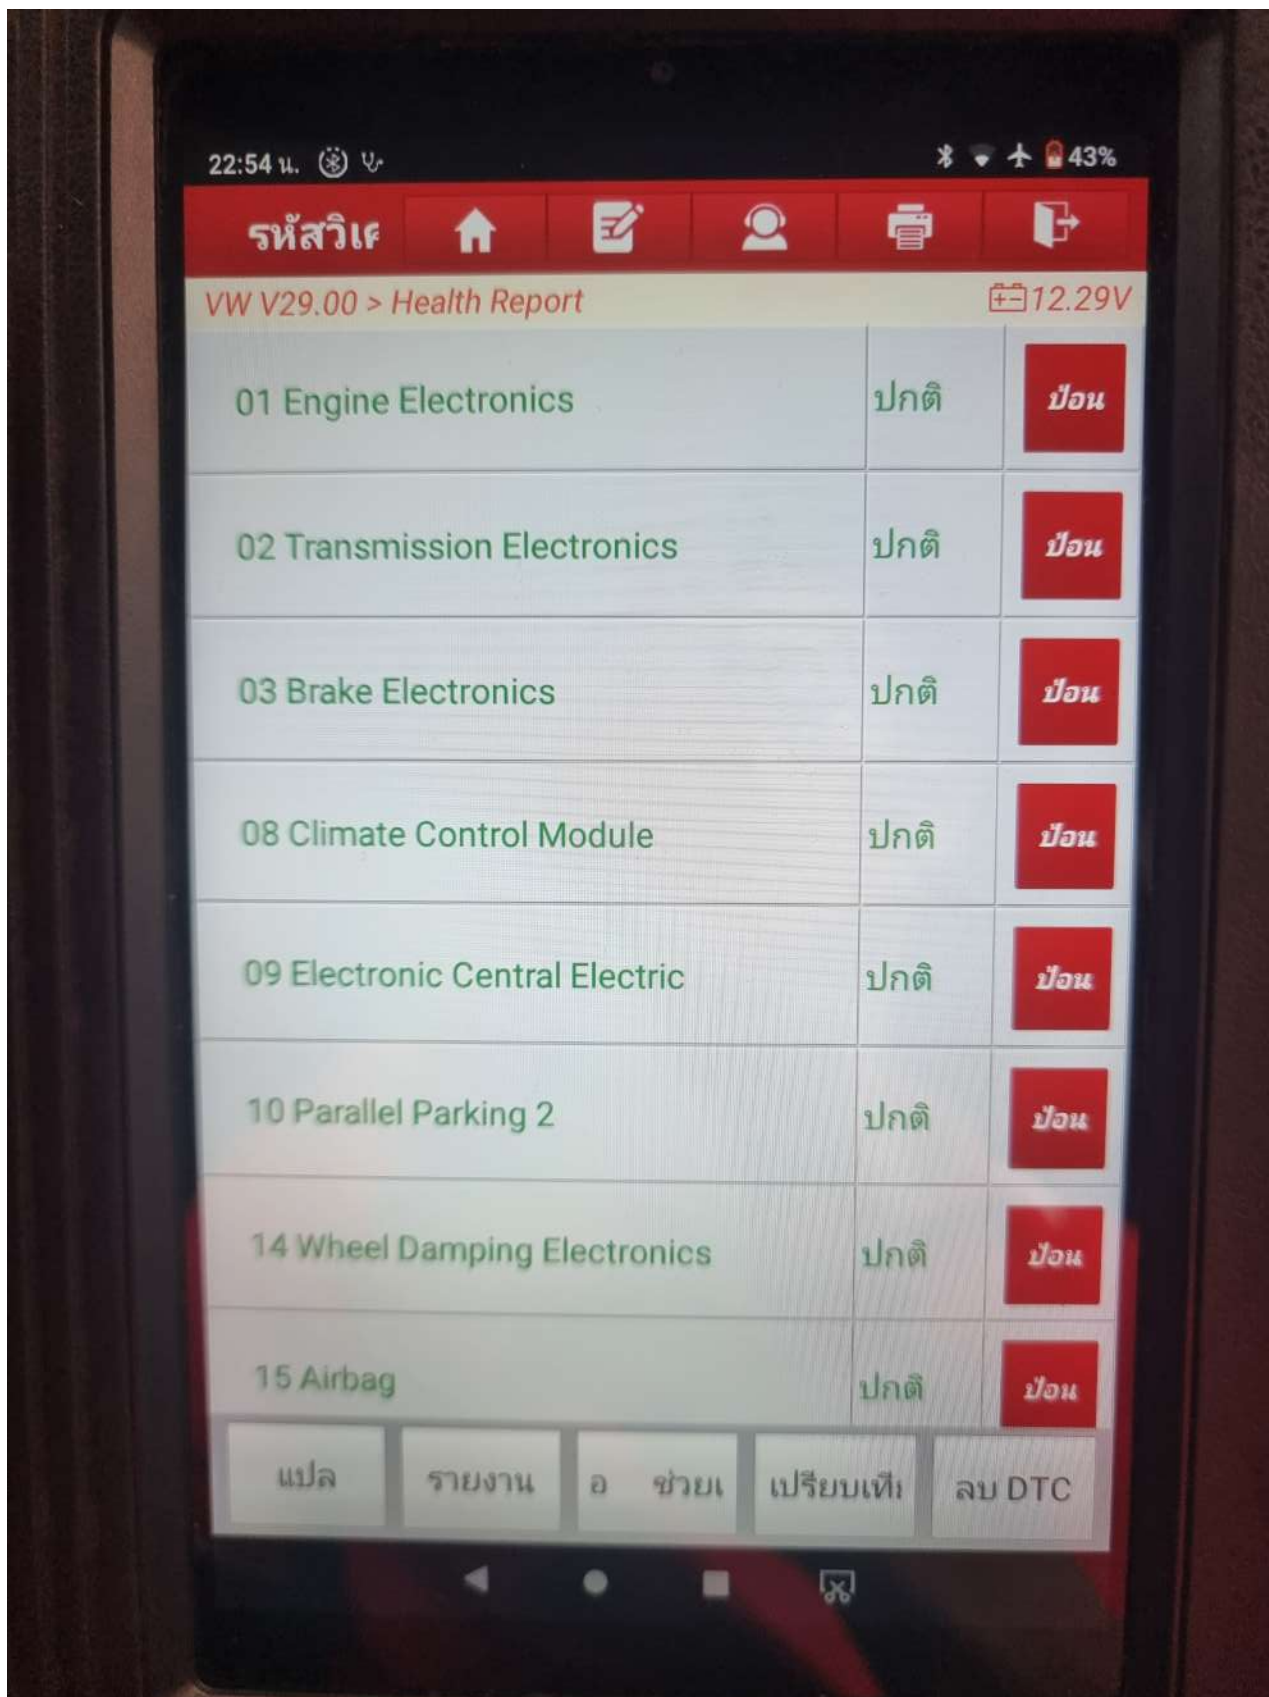 22:54 น. 43%
รหัสวิเค
VW V29.00 > Health Report 12.29V
01 Engine Electronics ปกติ ป้อน
02 Transmission Electronics ปกติ ป้อน
03 Brake Electronics ปกติ ป้อน
08 Climate Control Module ปกติ ป้อน
09 Electronic Central Electric ปกติ ป้อน
10 Parallel Parking 2 ปกติ ป้อน
14 Wheel Damping Electronics ปกติ ป้อน
15 Airbag ปกติ ป้อน
แปล รายงาน อ ช่วยเ เปรียบเที ลบ DTC